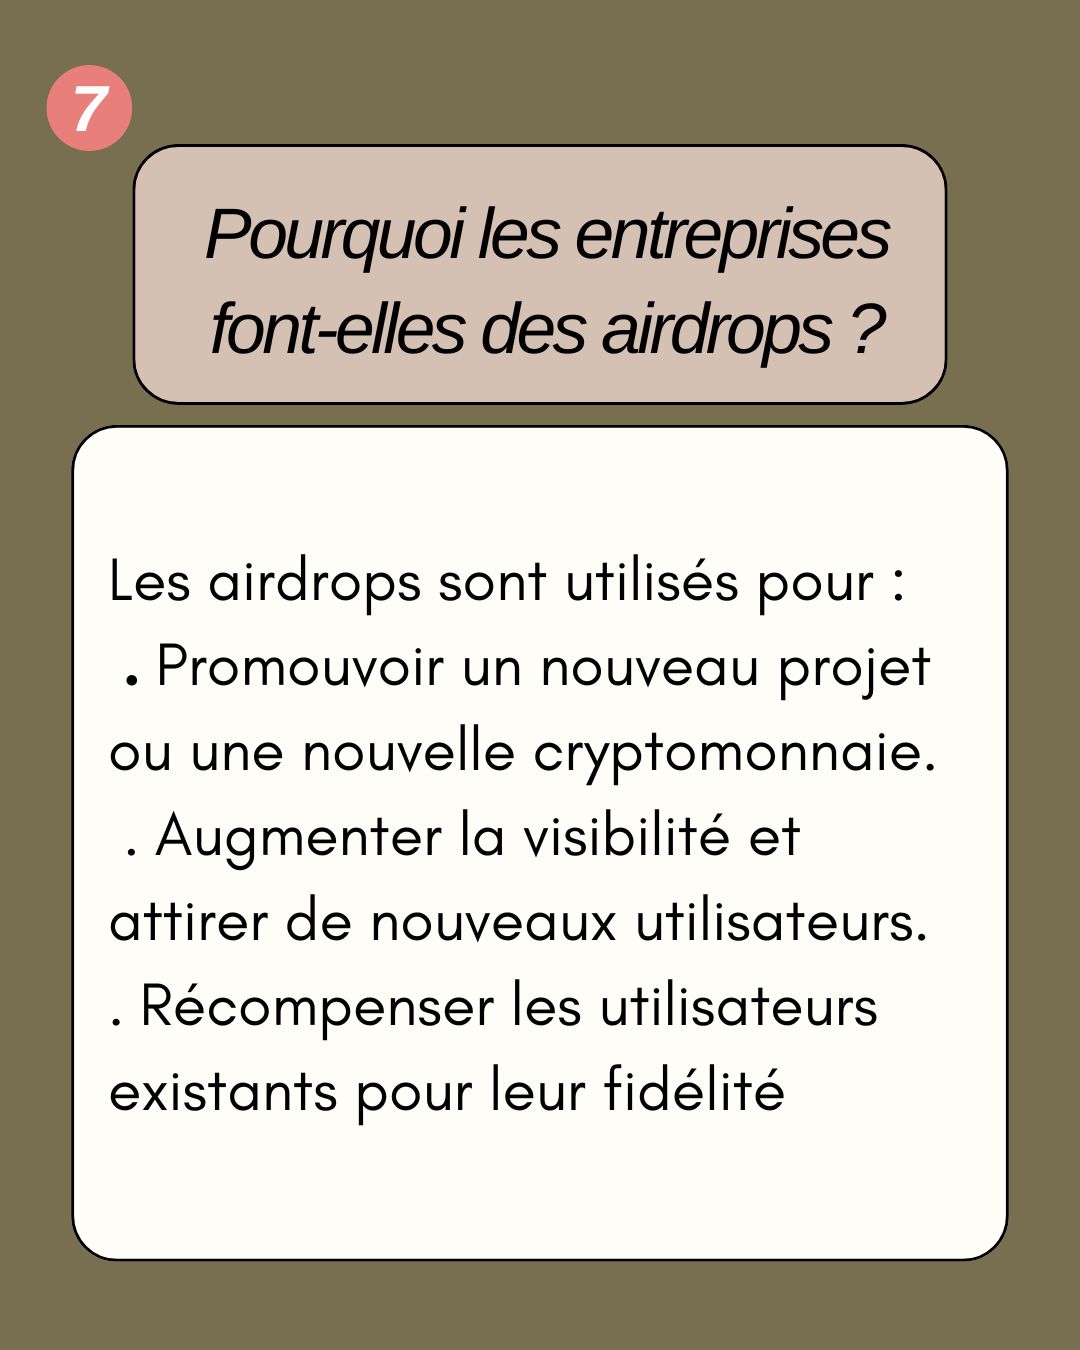 7
Pourquoi les entreprises
font-elles des airdrops ?
Les airdrops sont utilisés pour :
. Promouvoir un nouveau projet
ou une nouvelle cryptomonnaie.
. Augmenter la visibilité et
attirer de nouveaux utilisateurs.
. Récompenser les utilisateurs
existants pour leur fidélité